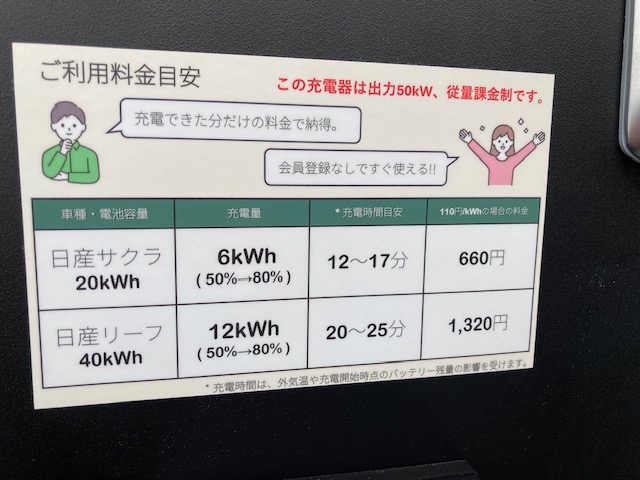 ご利用料金目安
この充電器は出力50kW、従量課金制です。
充電できた分だけの料金で納得。
会員登録なしですぐ使える!!
車種・電池容量 充電量 *充電時間目安 110円/kWhの場合の料金
日産サクラ
20kWh
6kWh
(50%→80%)
12〜17分
660円
日産リーフ
40kWh
12kWh
(50%→80%)
20〜25分
1,320円
*充電時間は、外気温や充電開始時点のバッテリー残量の影響を受けます。